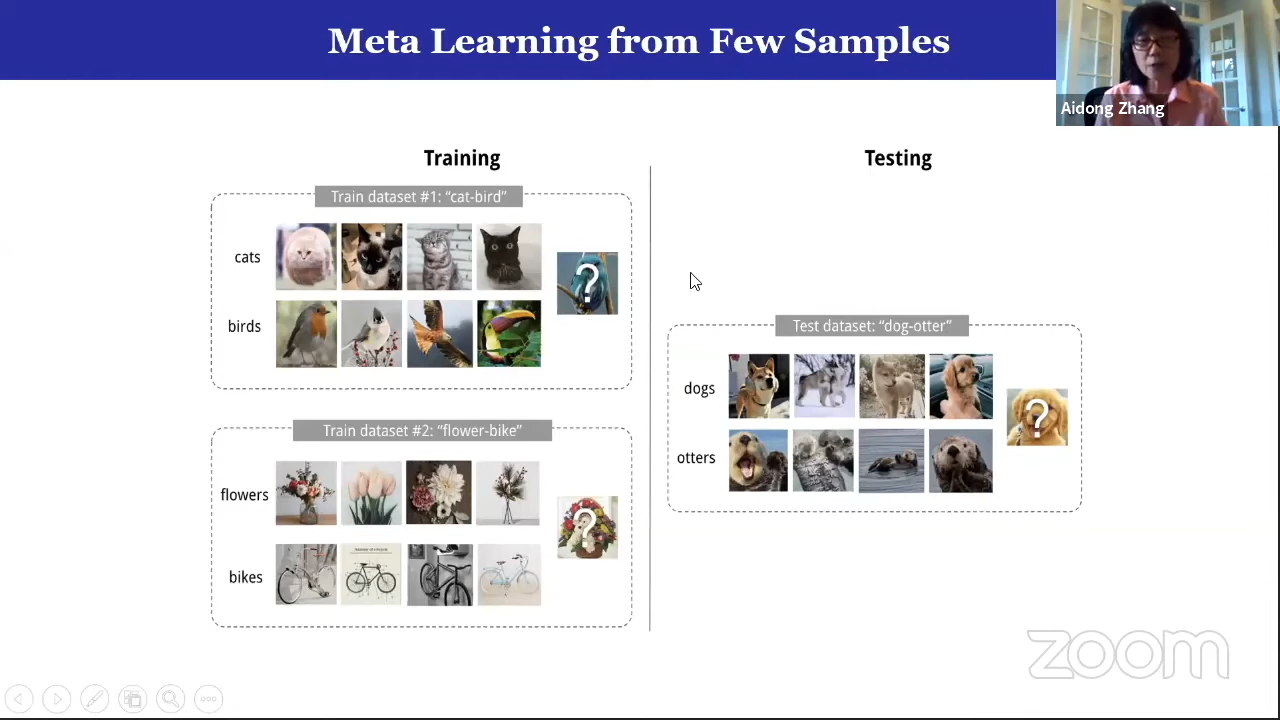 Meta Learning from Few Samples
Aidong Zhang
Training
Testing
Train dataset #1: “cat-bird”
cats
?
birds
Train dataset #2: “flower-bike”
flowers
?
bikes
Test dataset: “dog-otter”
dogs
?
otters
zoom